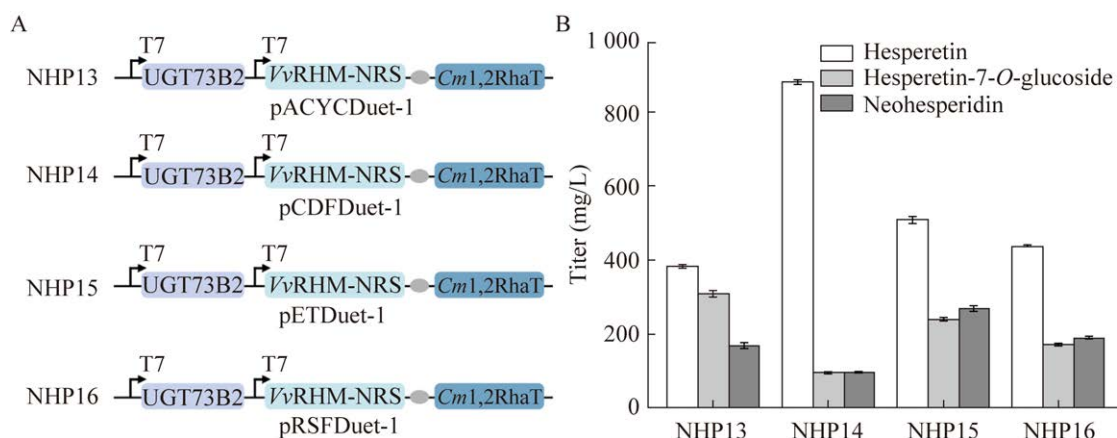 A
T7 T7
NHP13 UGT73B2 VvRHM-NRS Cm1,2RhaT
pACYCDuet-1
T7 T7
NHP14 UGT73B2 VvRHM-NRS Cm1,2RhaT
pCDFDuet-1
T7 T7
NHP15 UGT73B2 VvRHM-NRS Cm1,2RhaT
pETDuet-1
T7 T7
NHP16 UGT73B2 VvRHM-NRS Cm1,2RhaT
pRSFDuet-1
B
Titer (mg/L)
1 000
800
600
400
200
0
Hesperetin
Hesperetin-7-O-glucoside
Neohesperidin
NHP13 NHP14 NHP15 NHP16